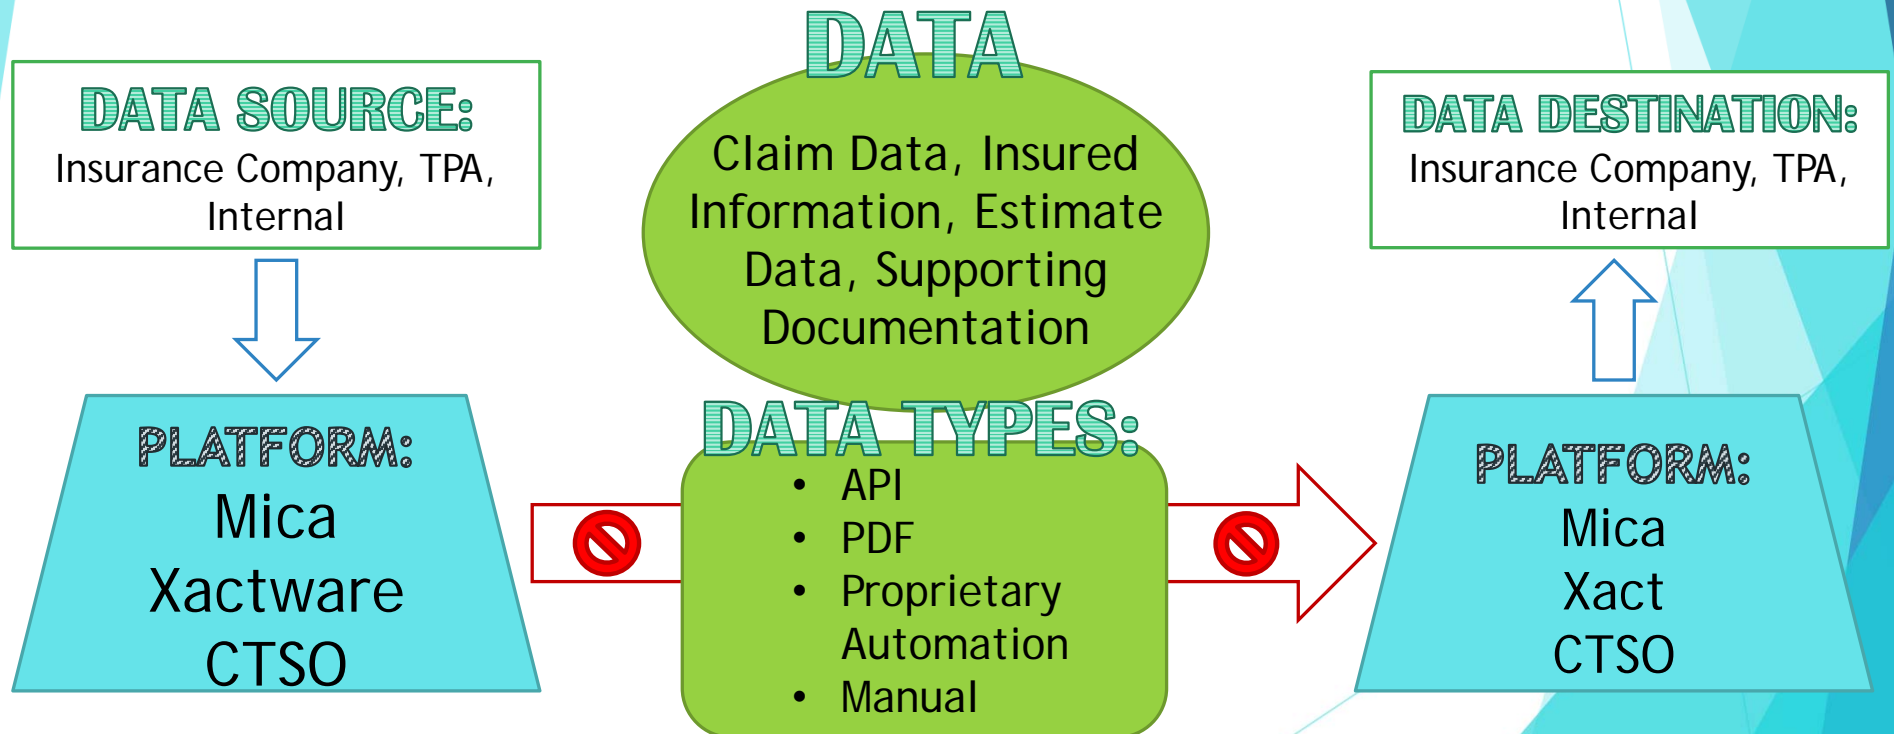 DATA SOURCE:
Insurance Company, TPA,
Internal
PLATFORM:
Mica
Xactware
CTSO
DATA
Claim Data, Insured
Information, Estimate
Data, Supporting
Documentation
DATA TYPES:
• API
• PDF
• Proprietary
Automation
• Manual
DATA DESTINATION:
Insurance Company, TPA,
Internal
PLATFORM:
Mica
Xact
CTSO